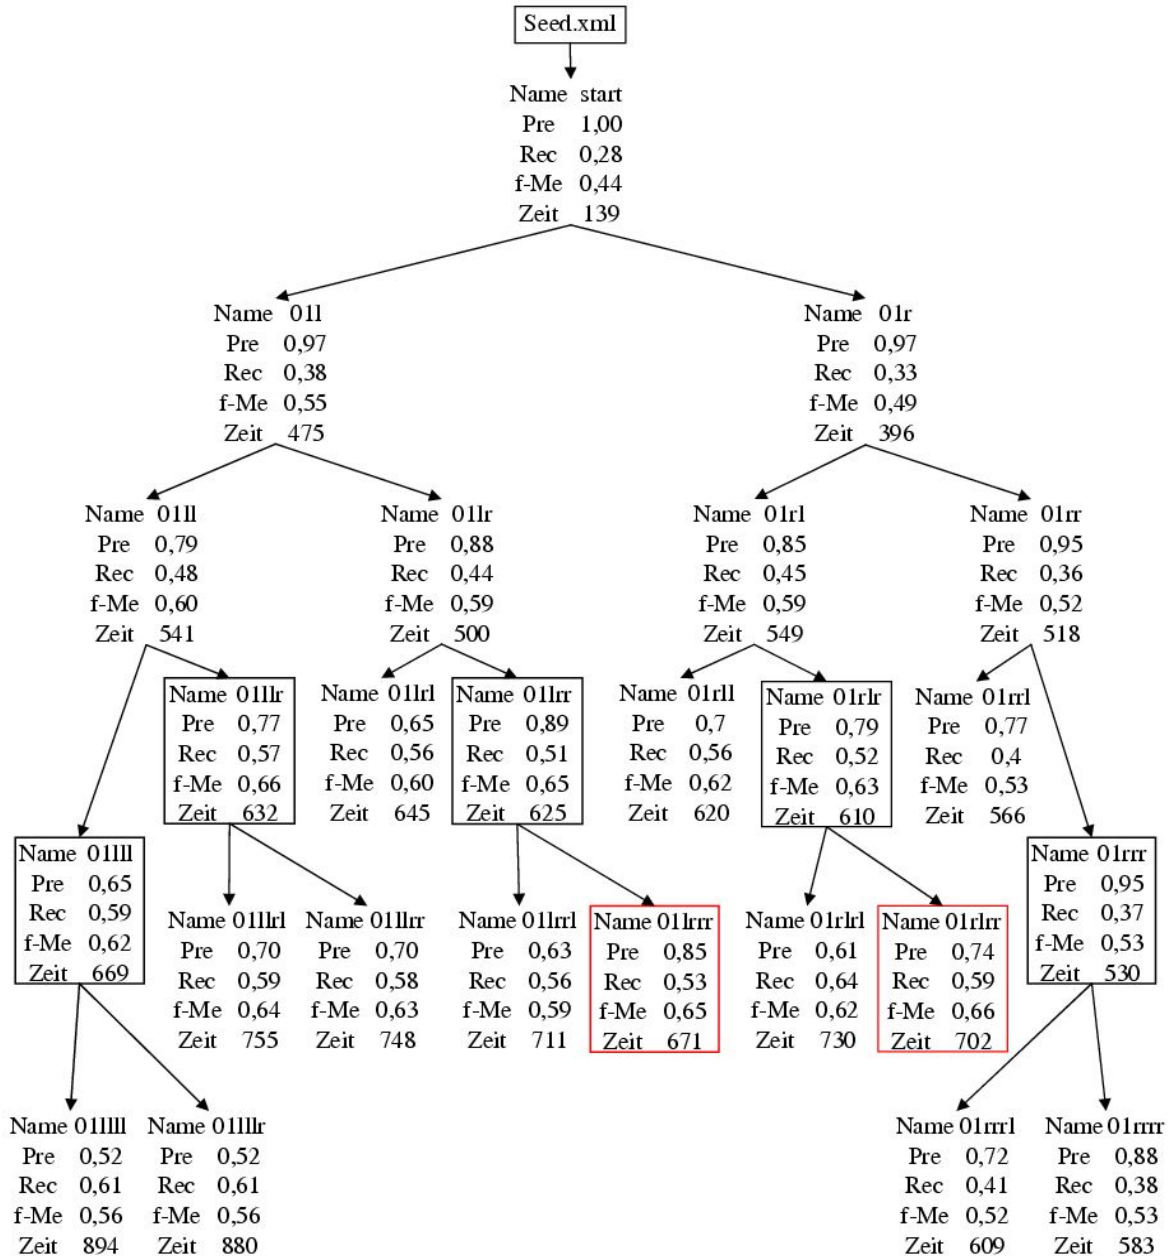 Seed.xml
Name start
Pre 1,00
Rec 0,28
f-Me 0,44
Zeit 139
Name 01l
Pre 0,97
Rec 0,38
f-Me 0,55
Zeit 475
Name 01r
Pre 0,97
Rec 0,33
f-Me 0,49
Zeit 396
Name 01ll
Pre 0,79
Rec 0,48
f-Me 0,60
Zeit 541
Name 01lr
Pre 0,88
Rec 0,44
f-Me 0,59
Zeit 500
Name 01rl
Pre 0,85
Rec 0,45
f-Me 0,59
Zeit 549
Name 01rr
Pre 0,95
Rec 0,36
f-Me 0,52
Zeit 518
Name 01llr
Pre 0,77
Rec 0,57
f-Me 0,66
Zeit 632
Name 01lrl
Pre 0,65
Rec 0,56
f-Me 0,60
Zeit 645
Name 01lrr
Pre 0,89
Rec 0,51
f-Me 0,65
Zeit 625
Name 01rll
Pre 0,7
Rec 0,56
f-Me 0,62
Zeit 620
Name 01rlr
Pre 0,79
Rec 0,52
f-Me 0,63
Zeit 610
Name 01rrl
Pre 0,77
Rec 0,4
f-Me 0,53
Zeit 566
Name 01lll
Pre 0,65
Rec 0,59
f-Me 0,62
Zeit 669
Name 01rrr
Pre 0,95
Rec 0,37
f-Me 0,53
Zeit 530
Name 01llrl
Pre 0,70
Rec 0,59
f-Me 0,64
Zeit 755
Name 01llrr
Pre 0,70
Rec 0,58
f-Me 0,63
Zeit 748
Name 01lrrl
Pre 0,63
Rec 0,56
f-Me 0,59
Zeit 711
Name 01lrrr
Pre 0,85
Rec 0,53
f-Me 0,65
Zeit 671
Name 01rlrl
Pre 0,61
Rec 0,64
f-Me 0,62
Zeit 730
Name 01rlrr
Pre 0,74
Rec 0,59
f-Me 0,66
Zeit 702
Name 01llll
Pre 0,52
Rec 0,61
f-Me 0,56
Zeit 894
Name 01lllr
Pre 0,52
Rec 0,61
f-Me 0,56
Zeit 880
Name 01rrrl
Pre 0,72
Rec 0,41
f-Me 0,52
Zeit 609
Name 01rrrr
Pre 0,88
Rec 0,38
f-Me 0,53
Zeit 583